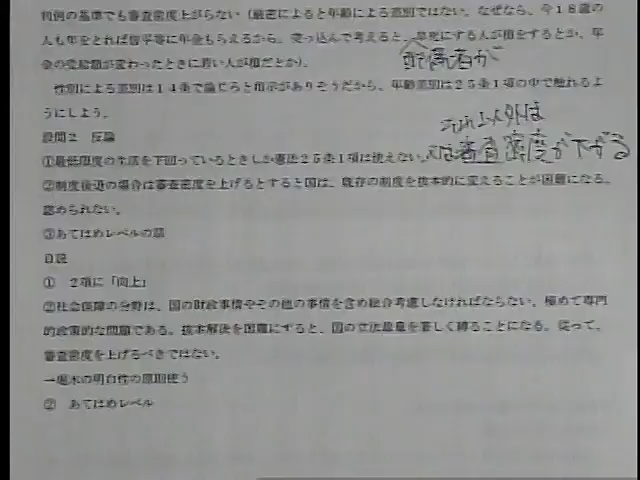 判例の基準でも審査密度上がらない（厳密によると年齢による差別ではない。なぜなら、今１８歳の
人も年をとれば皆平等に年金もらえるから。突っ込んで考えると、早死にする人が損をするとか、年
金の受給額が変わったときに若い人が損だとか）。
配偶者が
性別による差別は１４条で論じろと指示がありそうだから、年齢差別は２５条１項の中で触れるよ
うにしよう。
それ以外は
設問２　反論
①最低限度の生活を下回っているときしか憲法２５条１項は使えない。又は審査密度が下がる
②制度後退の場合は審査密度を上げるとすると国は、既存の制度を抜本的に変えることが困難になる。
認められない。
③あてはめレベルの話
自説
①　２項に「向上」
②社会保障の分野は、国の財政事情やその他の事情を含め総合考慮しなければならない、極めて専門
的政策的な問題である。抜本解決を困難にすると、国の立法裁量を著しく縛ることになる。従って、
審査密度を上げるべきではない。
→堀木の明白性の原則使う
②　あてはめレベル